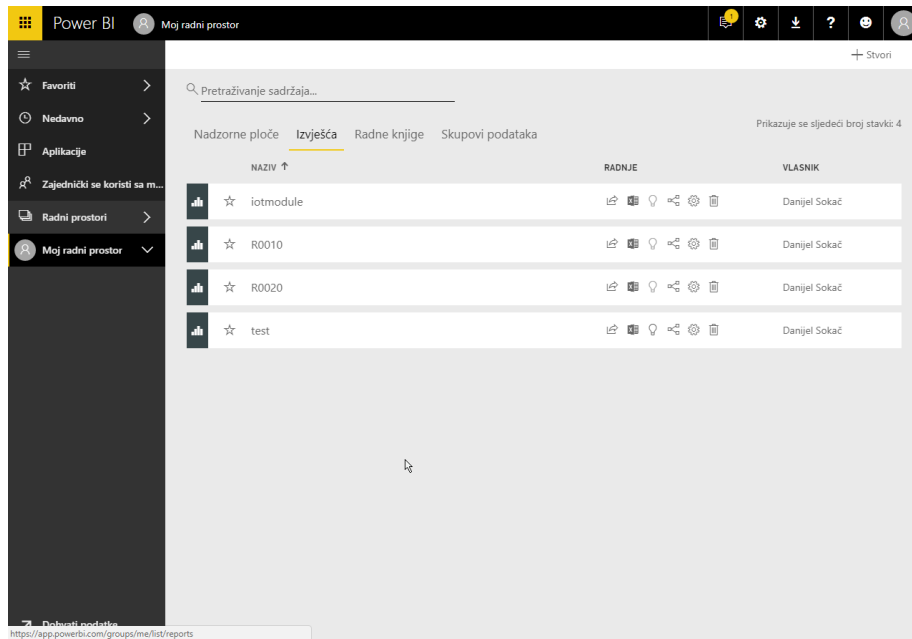 Power BI Moj radni prostor 1 ?
Stvori
Favoriti
Nedavno
Aplikacije
Zajednički se koristi sa m...
Radni prostori
Moj radni prostor
Pretraživanje sadržaja...
Prikazuje se sljedeći broj stavki: 4
Nadzorne ploče Izvješća Radne knjige Skupovi podataka
NAZIV RADNJE VLASNIK
iotmodule Danijel Sokač
R0010 Danijel Sokač
R0020 Danijel Sokač
test Danijel Sokač
Dohvati podatke
https://app.powerbi.com/groups/me/list/reports